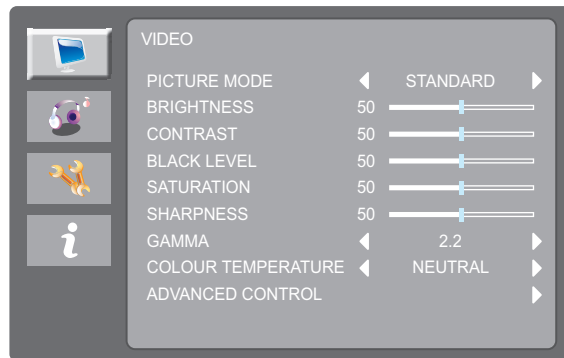 VIDEO
PICTURE MODE STANDARD
BRIGHTNESS 50
CONTRAST 50
BLACK LEVEL 50
SATURATION 50
SHARPNESS 50
GAMMA 2.2
COLOUR TEMPERATURE NEUTRAL
ADVANCED CONTROL
i